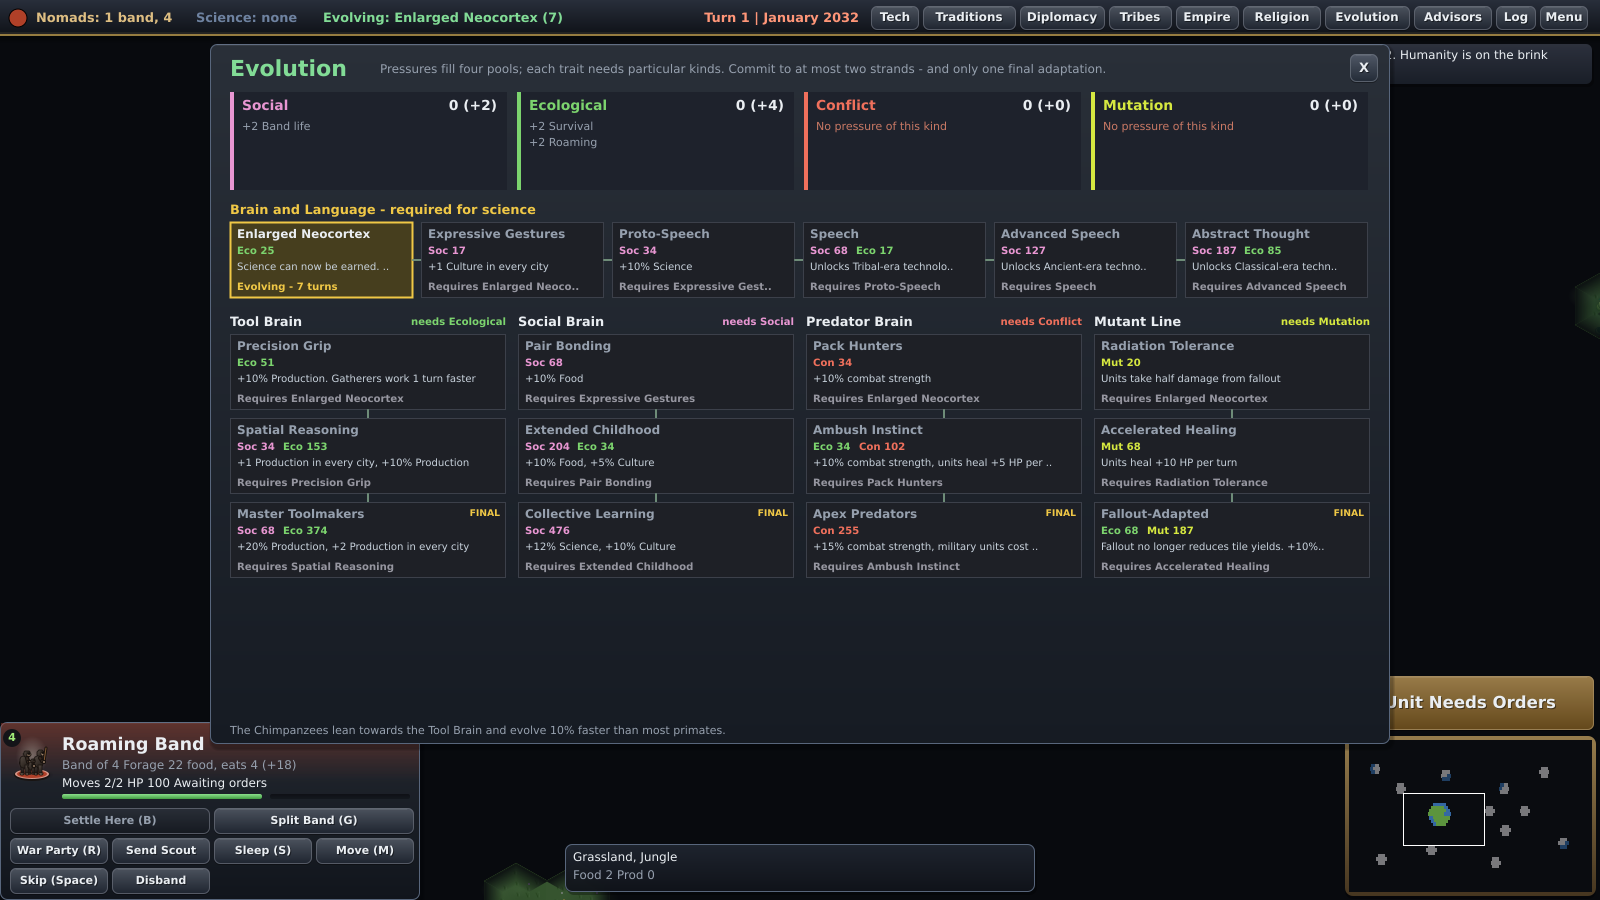 Nomads: 1 band, 4 Science: none Evolving: Enlarged Neocortex (7) Turn 1 | January 2032 Tech Traditions Diplomacy Tribes Empire Religion Evolution Advisors Log Menu
. Humanity is on the brink
Evolution Pressures fill four pools; each trait needs particular kinds. Commit to at most two strands - and only one final adaptation. X
Social 0 (+2)
+2 Band life
Ecological 0 (+4)
+2 Survival
+2 Roaming
Conflict 0 (+0)
No pressure of this kind
Mutation 0 (+0)
No pressure of this kind
Brain and Language - required for science
Enlarged Neocortex
Eco 25
Science can now be earned. ..
Evolving - 7 turns
Expressive Gestures
Soc 17
+1 Culture in every city
Requires Enlarged Neoco..
Proto-Speech
Soc 34
+10% Science
Requires Expressive Gest..
Speech
Soc 68 Eco 17
Unlocks Tribal-era technolo..
Requires Proto-Speech
Advanced Speech
Soc 127
Unlocks Ancient-era techno..
Requires Speech
Abstract Thought
Soc 187 Eco 85
Unlocks Classical-era techn..
Requires Advanced Speech
Tool Brain needs Ecological
Precision Grip
Eco 51
+10% Production. Gatherers work 1 turn faster
Requires Enlarged Neocortex
Spatial Reasoning
Soc 34 Eco 153
+1 Production in every city, +10% Production
Requires Precision Grip
Master Toolmakers FINAL
Soc 68 Eco 374
+20% Production, +2 Production in every city
Requires Spatial Reasoning
Social Brain needs Social
Pair Bonding
Soc 68
+10% Food
Requires Expressive Gestures
Extended Childhood
Soc 204 Eco 34
+10% Food, +5% Culture
Requires Pair Bonding
Collective Learning FINAL
Soc 476
+12% Science, +10% Culture
Requires Extended Childhood
Predator Brain needs Conflict
Pack Hunters
Con 34
+10% combat strength
Requires Enlarged Neocortex
Ambush Instinct
Eco 34 Con 102
+10% combat strength, units heal +5 HP per ..
Requires Pack Hunters
Apex Predators FINAL
Con 255
+15% combat strength, military units cost ..
Requires Ambush Instinct
Mutant Line needs Mutation
Radiation Tolerance
Mut 20
Units take half damage from fallout
Requires Enlarged Neocortex
Accelerated Healing
Mut 68
Units heal +10 HP per turn
Requires Radiation Tolerance
Fallout-Adapted FINAL
Eco 68 Mut 187
Fallout no longer reduces tile yields. +10%..
Requires Accelerated Healing
The Chimpanzees lean towards the Tool Brain and evolve 10% faster than most primates.
Unit Needs Orders
4 Roaming Band
Band of 4 Forage 22 food, eats 4 (+18)
Moves 2/2 HP 100 Awaiting orders
Settle Here (B) Split Band (G)
War Party (R) Send Scout Sleep (S) Move (M)
Skip (Space) Disband
Grassland, Jungle
Food 2 Prod 0